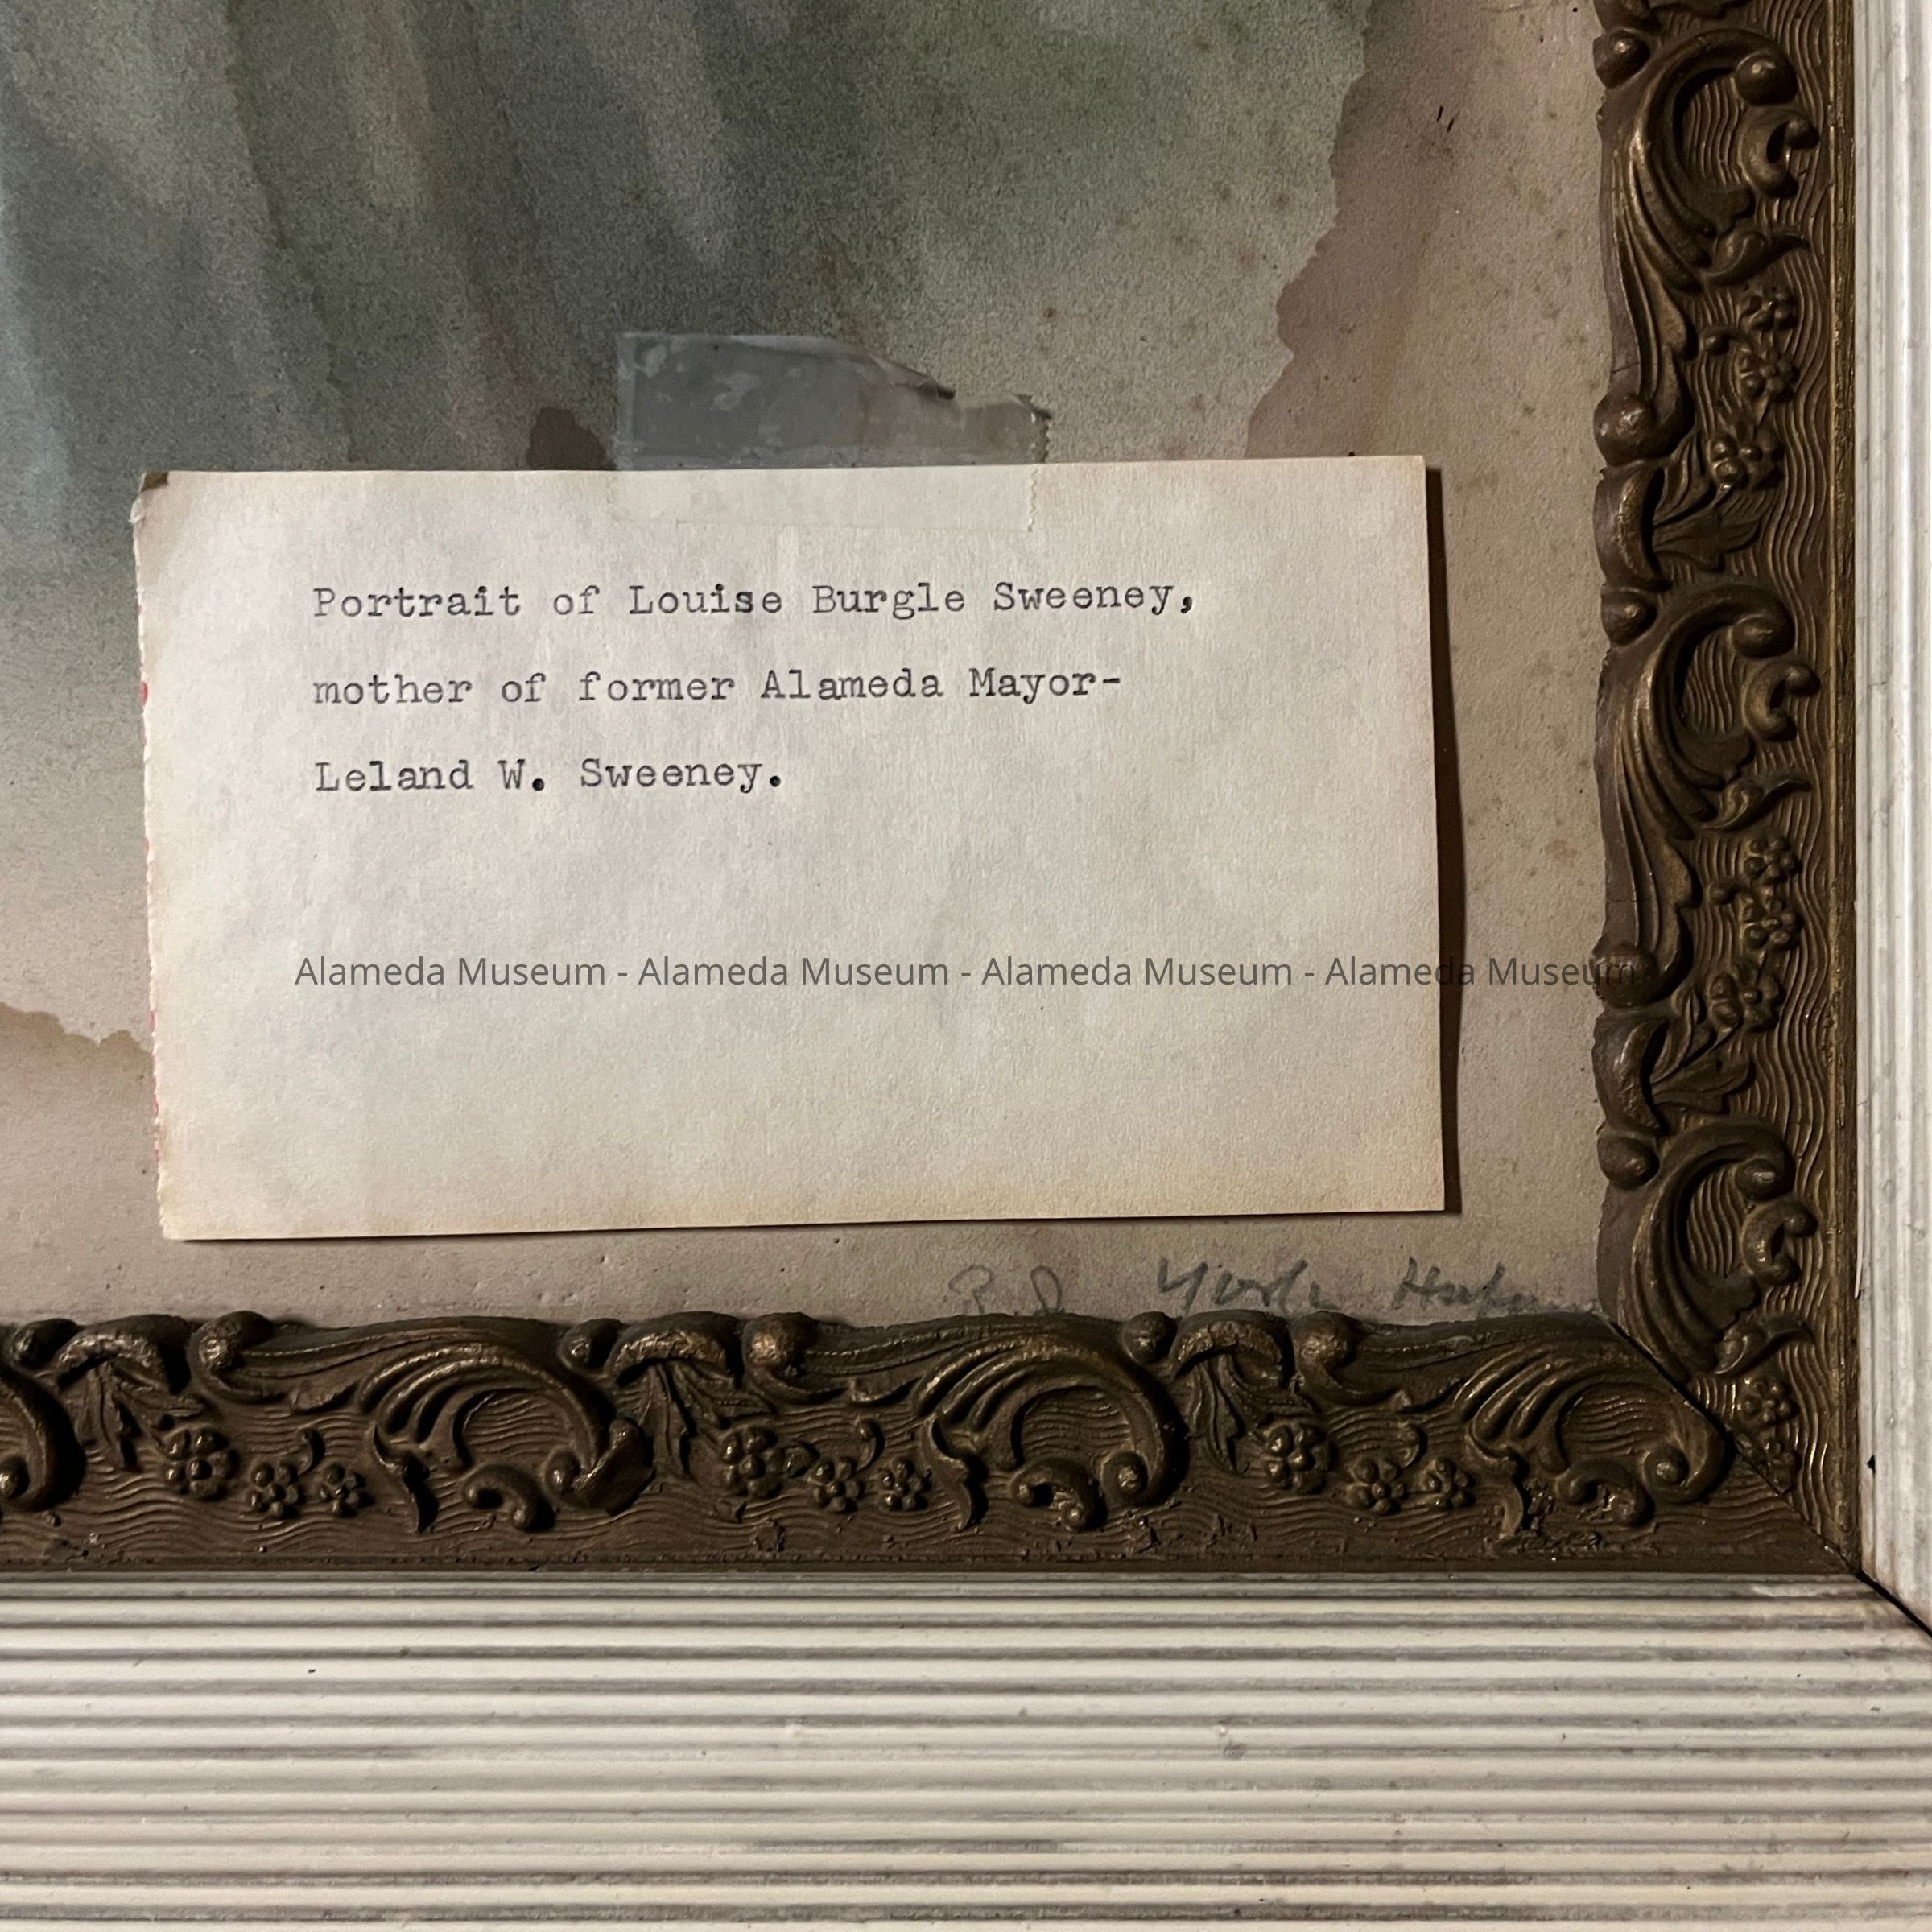 Portrait of Louise Burgle Sweeney,
mother of former Alameda Mayor-
Leland W. Sweeney.
Alameda Museum - Alameda Museum - Alameda Museum - Alameda Museum